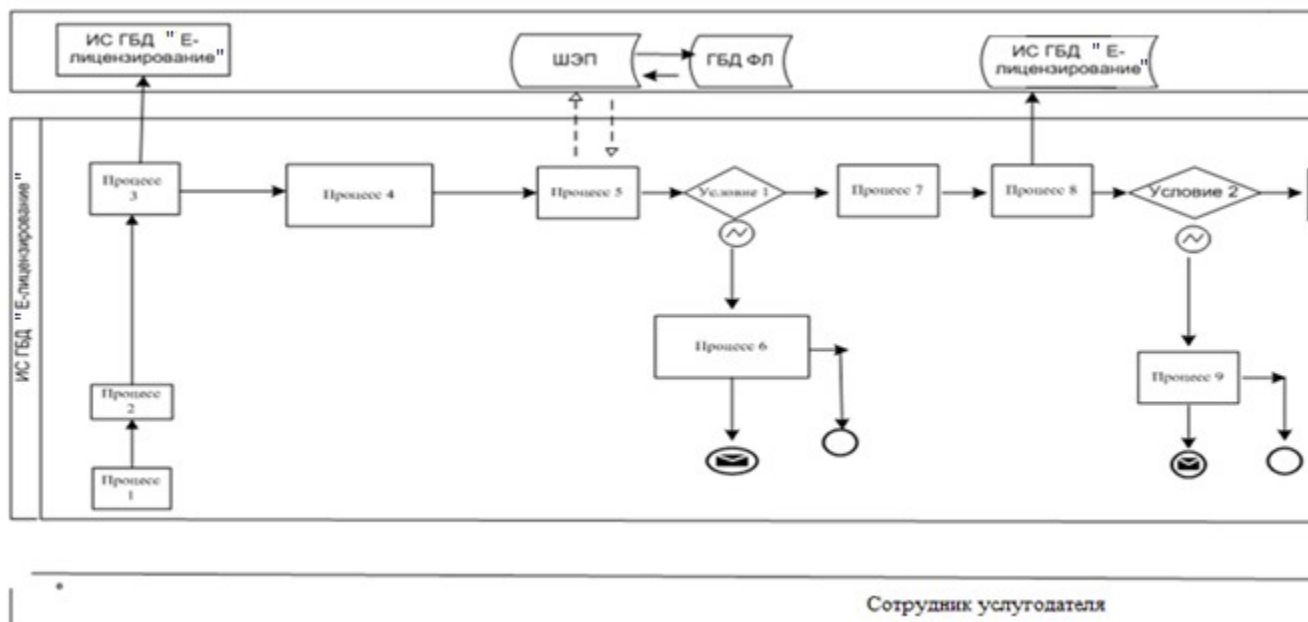 ИС ГБД " Е-
лицензирование"
ШЭП
ГБД ФЛ
ИС ГБД " Е-
лицензирование"
ИС ГБД " Е-лицензирование"
Процесс
3
Процесс 4
Процесс 5
Условие 1
Процесс 7
Процесс 8
Условие 2
Процесс 6
Процесс 9
Процесс
2
Процесс
1
Сотрудник услугодателя